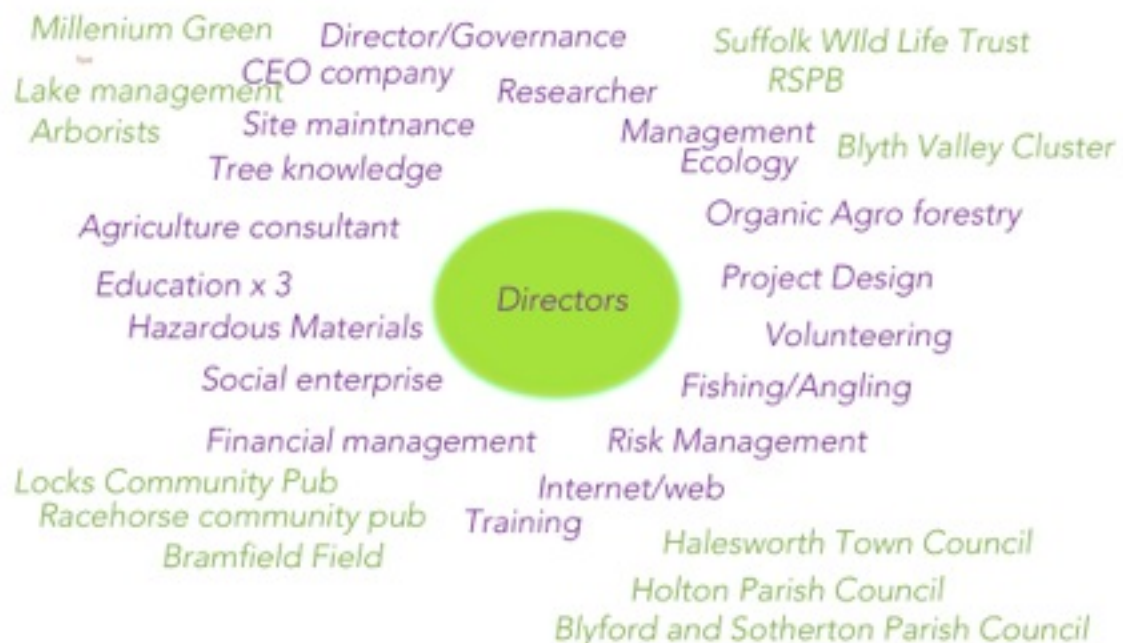 Millenium Green
Director/Governance
Suffolk WIld Life Trust
CEO company
RSPB
Lake management
Researcher
Arborists
Site maintnance
Management
Ecology
Blyth Valley Cluster
Tree knowledge
Organic Agro forestry
Agriculture consultant
Education x 3
Project Design
Directors
Hazardous Materials
Volunteering
Social enterprise
Fishing/Angling
Financial management
Risk Management
Locks Community Pub
Internet/web
Racehorse community pub
Training
Bramfield Field
Halesworth Town Council
Holton Parish Council
Blyford and Sotherton Parish Council